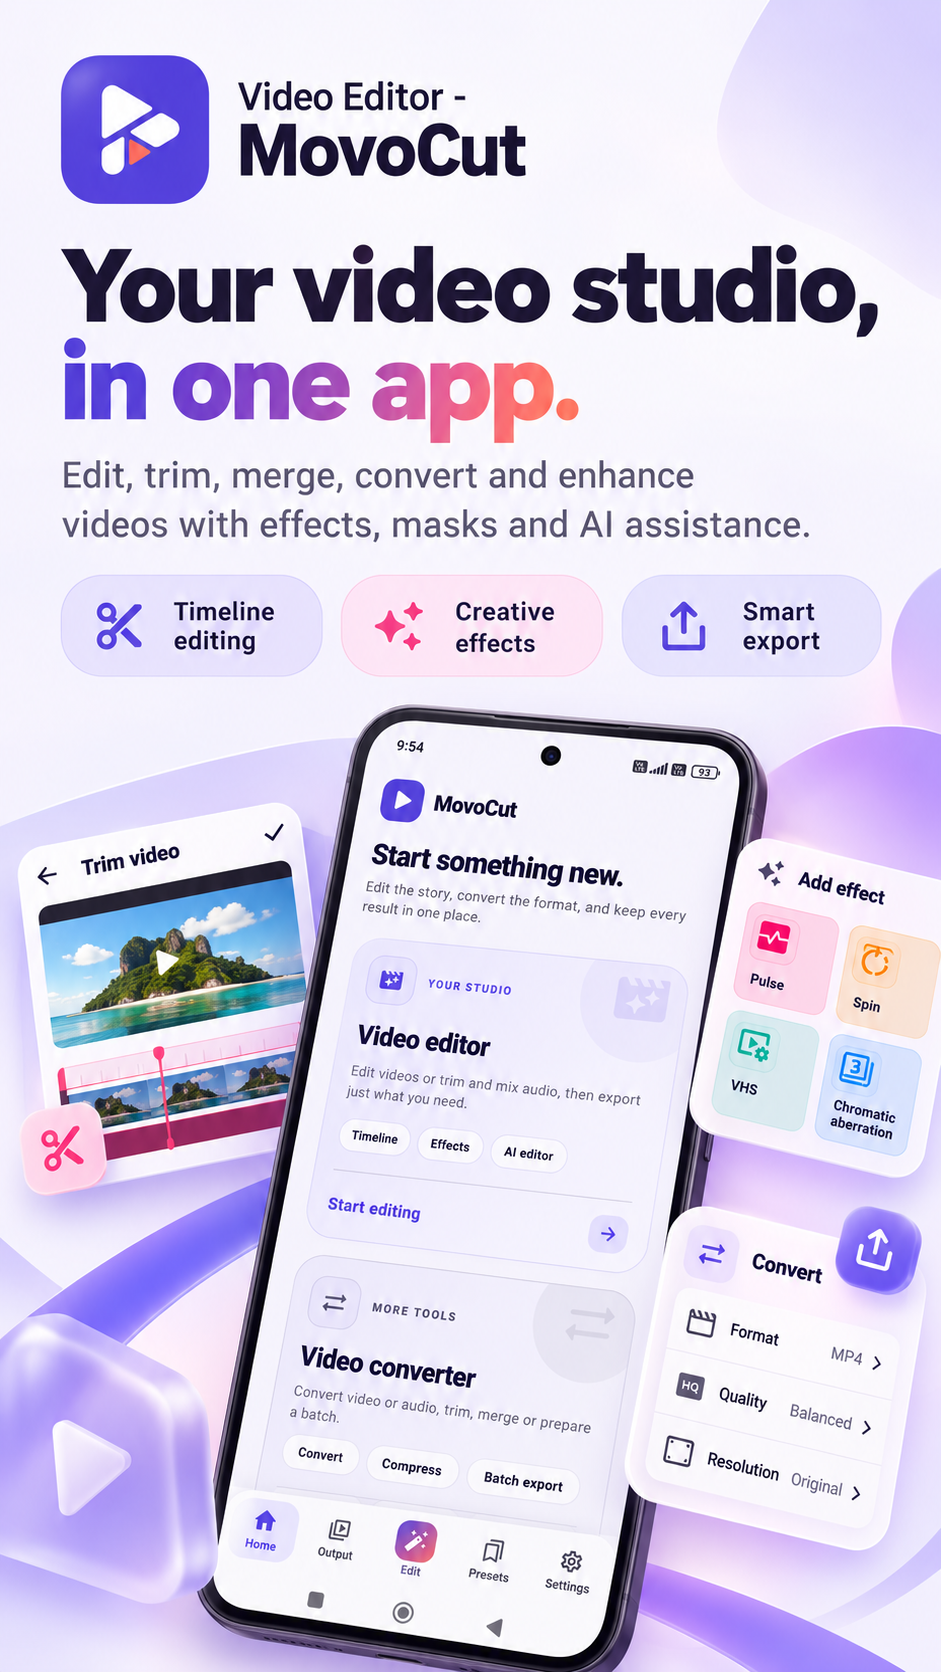 Video Editor -
MovoCut
Your video studio,
in one app.
Edit, trim, merge, convert and enhance
videos with effects, masks and AI assistance.
Timeline
editing
Creative
effects
Smart
export
9:54
93
MovoCut
Start something new.
Edit the story, convert the format, and keep every
result in one place.
YOUR STUDIO
Video editor
Edit videos or trim and mix audio, then export
just what you need.
Timeline
Effects
AI editor
Start editing
MORE TOOLS
Video converter
Convert video or audio, trim, merge or prepare
a batch.
Convert
Compress
Batch export
Home
Output
Edit
Presets
Settings
Trim video
Add effect
Pulse
Spin
VHS
3
Chromatic
aberration
Convert
Format
MP4
HQ
Quality
Balanced
Resolution
Original